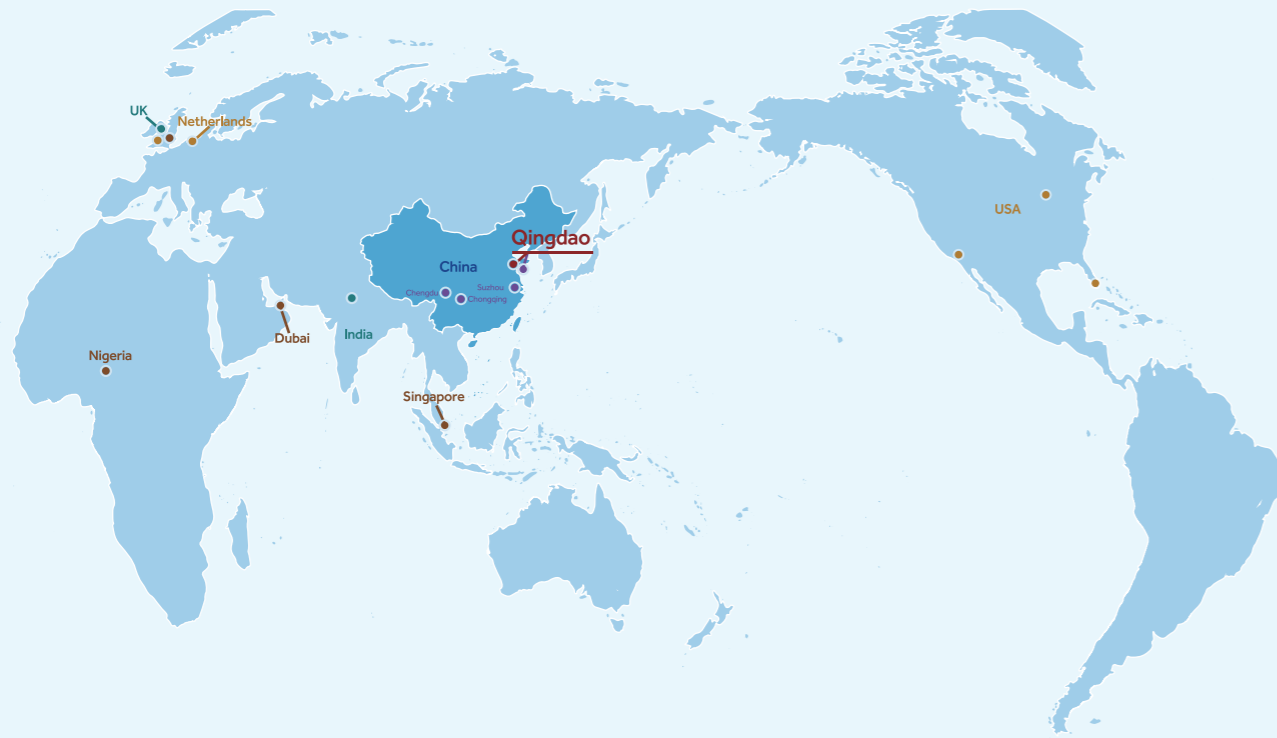 UK
Netherlands
USA
Qingdao
China
Suzhou
Chengdu
Chongqing
India
Dubai
Nigeria
Singapore